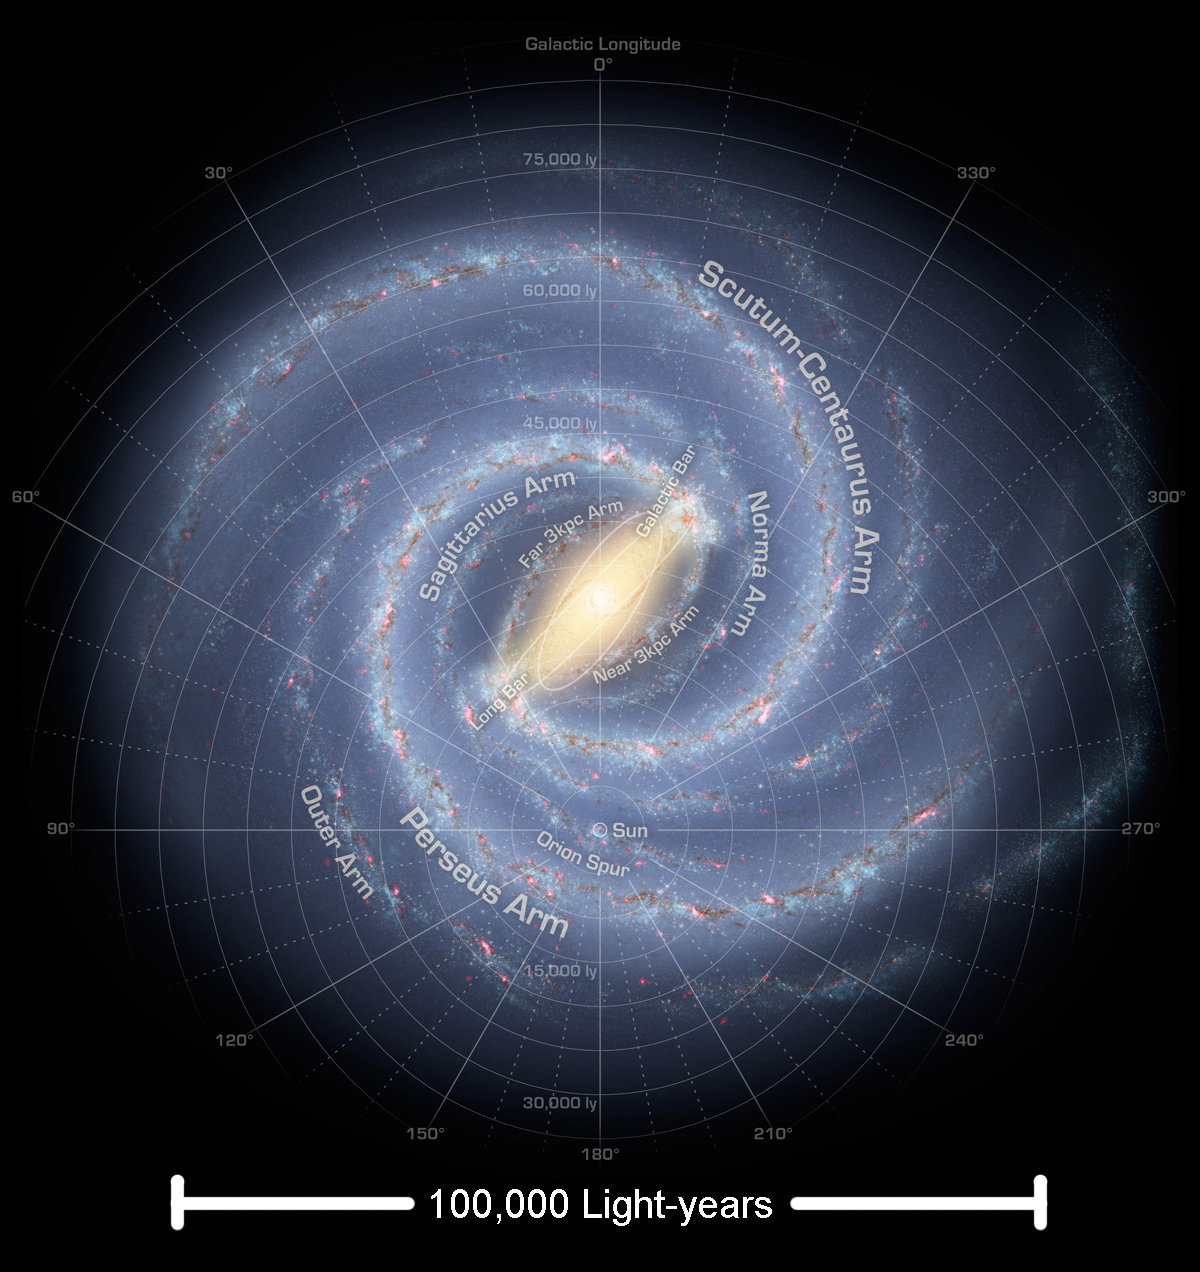 Galactic Longitude
0°
30°
330°
75,000 ly
60,000 ly
Scutum-Centaurus Arm
45,000 ly
Galactic Bar
Sagittarius Arm
Far 3kpc Arm
Norma Arm
60°
300°
Near 3kpc Arm
Long Bar
Outer Arm
Perseus Arm
90°
Sun
270°
Orion Spur
15,000 ly
120°
240°
30,000 ly
150°
210°
180°
100,000 Light-years